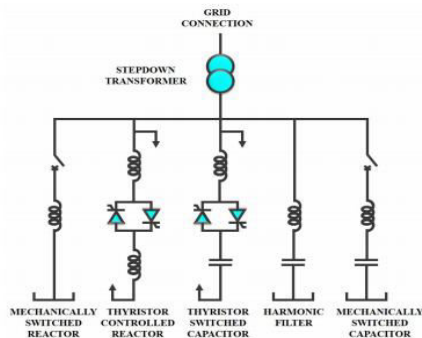 GRID
CONNECTION
STEPDOWN
TRANSFORMER
MECHANICALLY
SWITCHED
REACTOR
THYRISTOR
CONTROLLED
REACTOR
THYRISTOR
SWITCHED
CAPACITOR
HARMONIC
FILTER
MECHANICALLY
SWITCHED
CAPACITOR